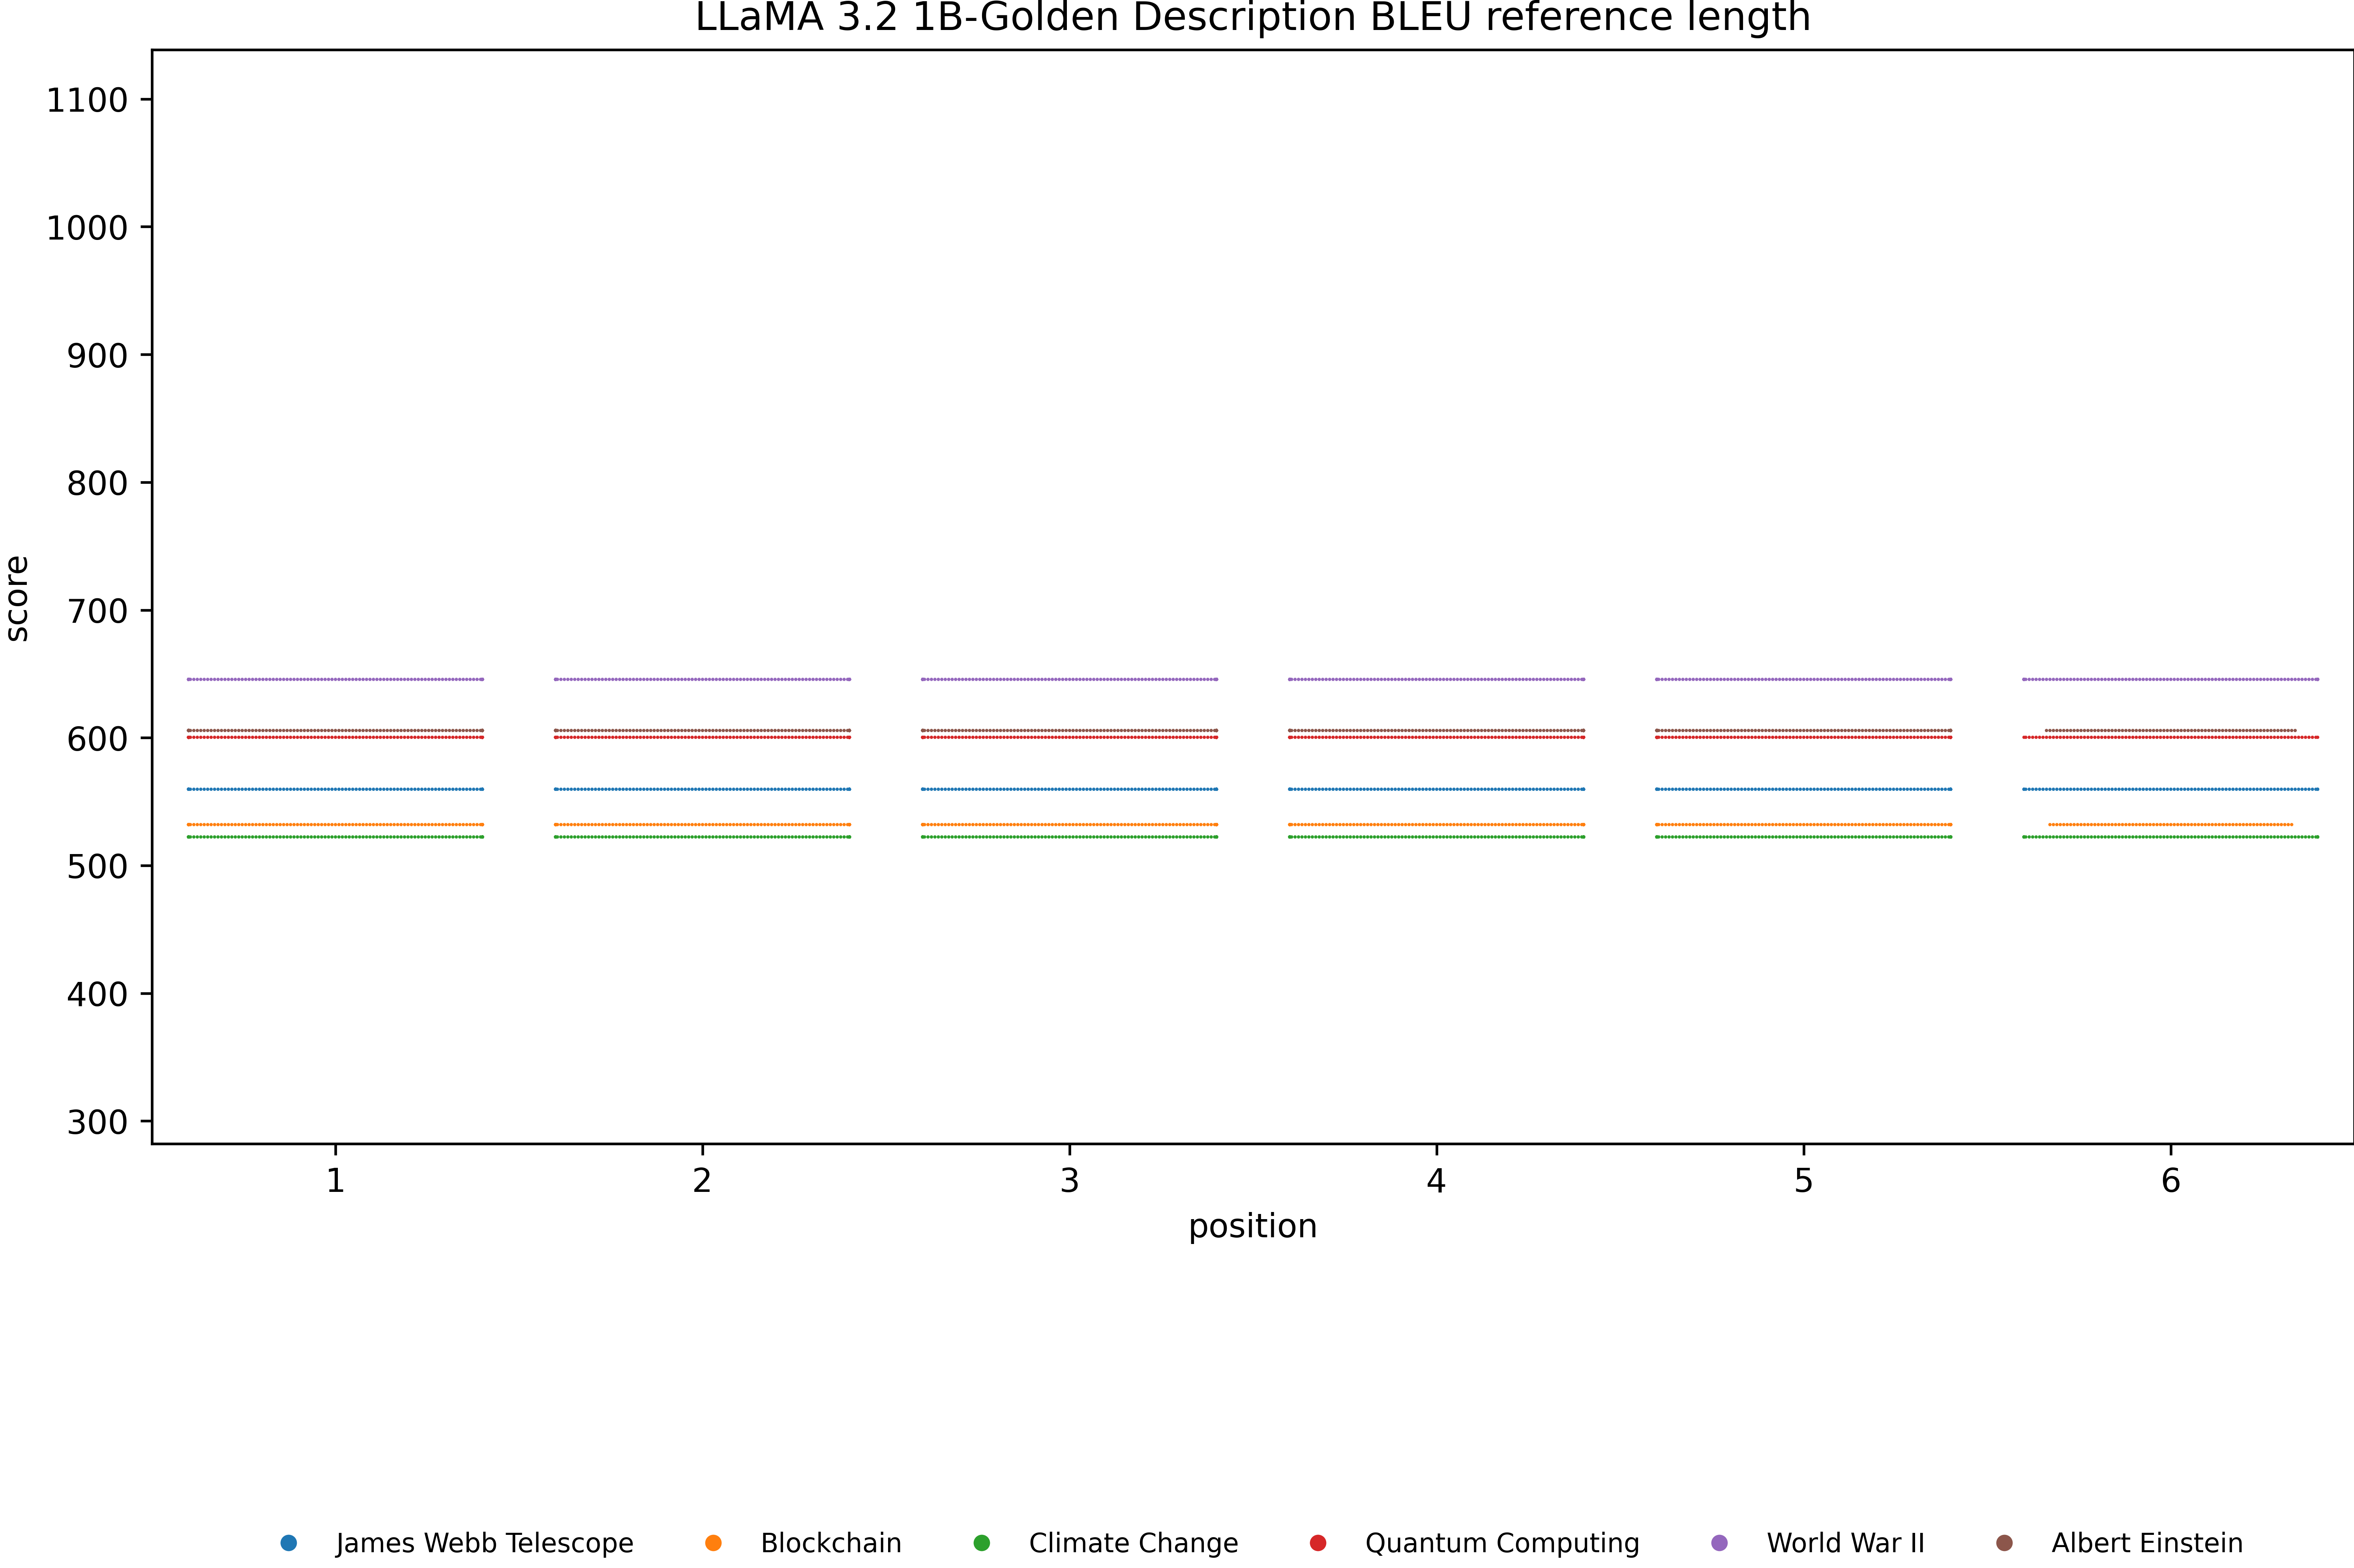 LLaMA 3.2 1B-Golden Description BLEU reference length
1100
1000
900
800
700
600
500
400
300
score
1 2 3 4 5 6
position
James Webb Telescope Blockchain Climate Change Quantum Computing World War II Albert Einstein